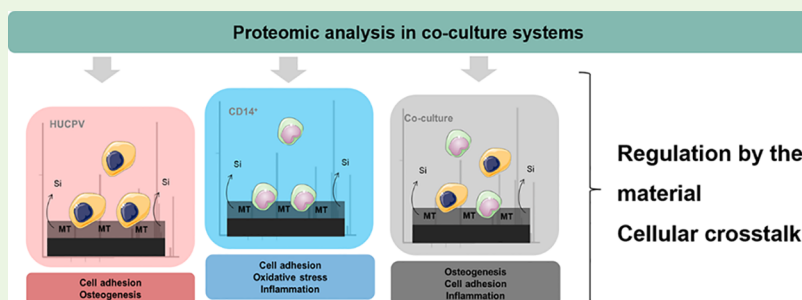 Proteomic analysis in co-culture systems
HUCPV
Si
Si
MT
MT
MT
Cell adhesion
Osteogenesis
CD14⁺
Si
Si
MT
MT
MT
Cell adhesion
Oxidative stress
Inflammation
Co-culture
Si
Si
MT
MT
MT
Osteogenesis
Cell adhesion
Inflammation
Regulation by the
material
Cellular crosstalk